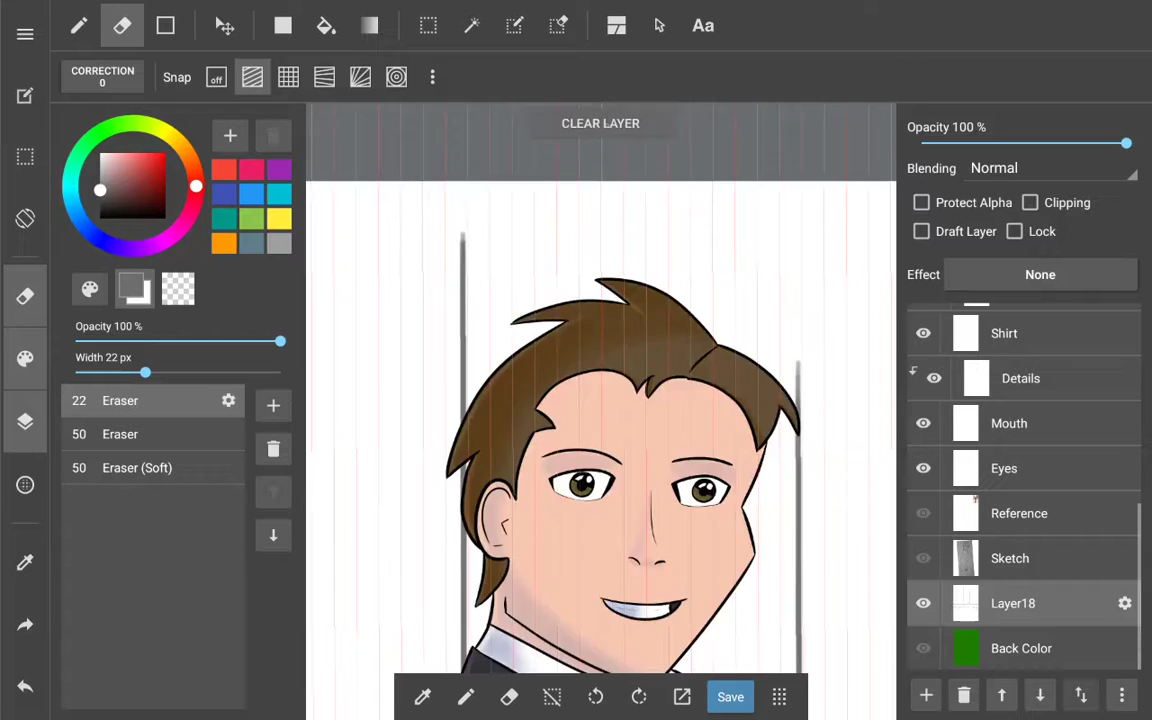 Aa
CORRECTION
0
Snap
off
CLEAR LAYER
Opacity 100 %
Blending Normal
Protect Alpha Clipping
Draft Layer Lock
Effect None
Opacity 100 %
Width 22 px
22 Eraser
50 Eraser
50 Eraser (Soft)
Shirt
Details
Mouth
Eyes
Reference
Sketch
Layer18
Back Color
Save